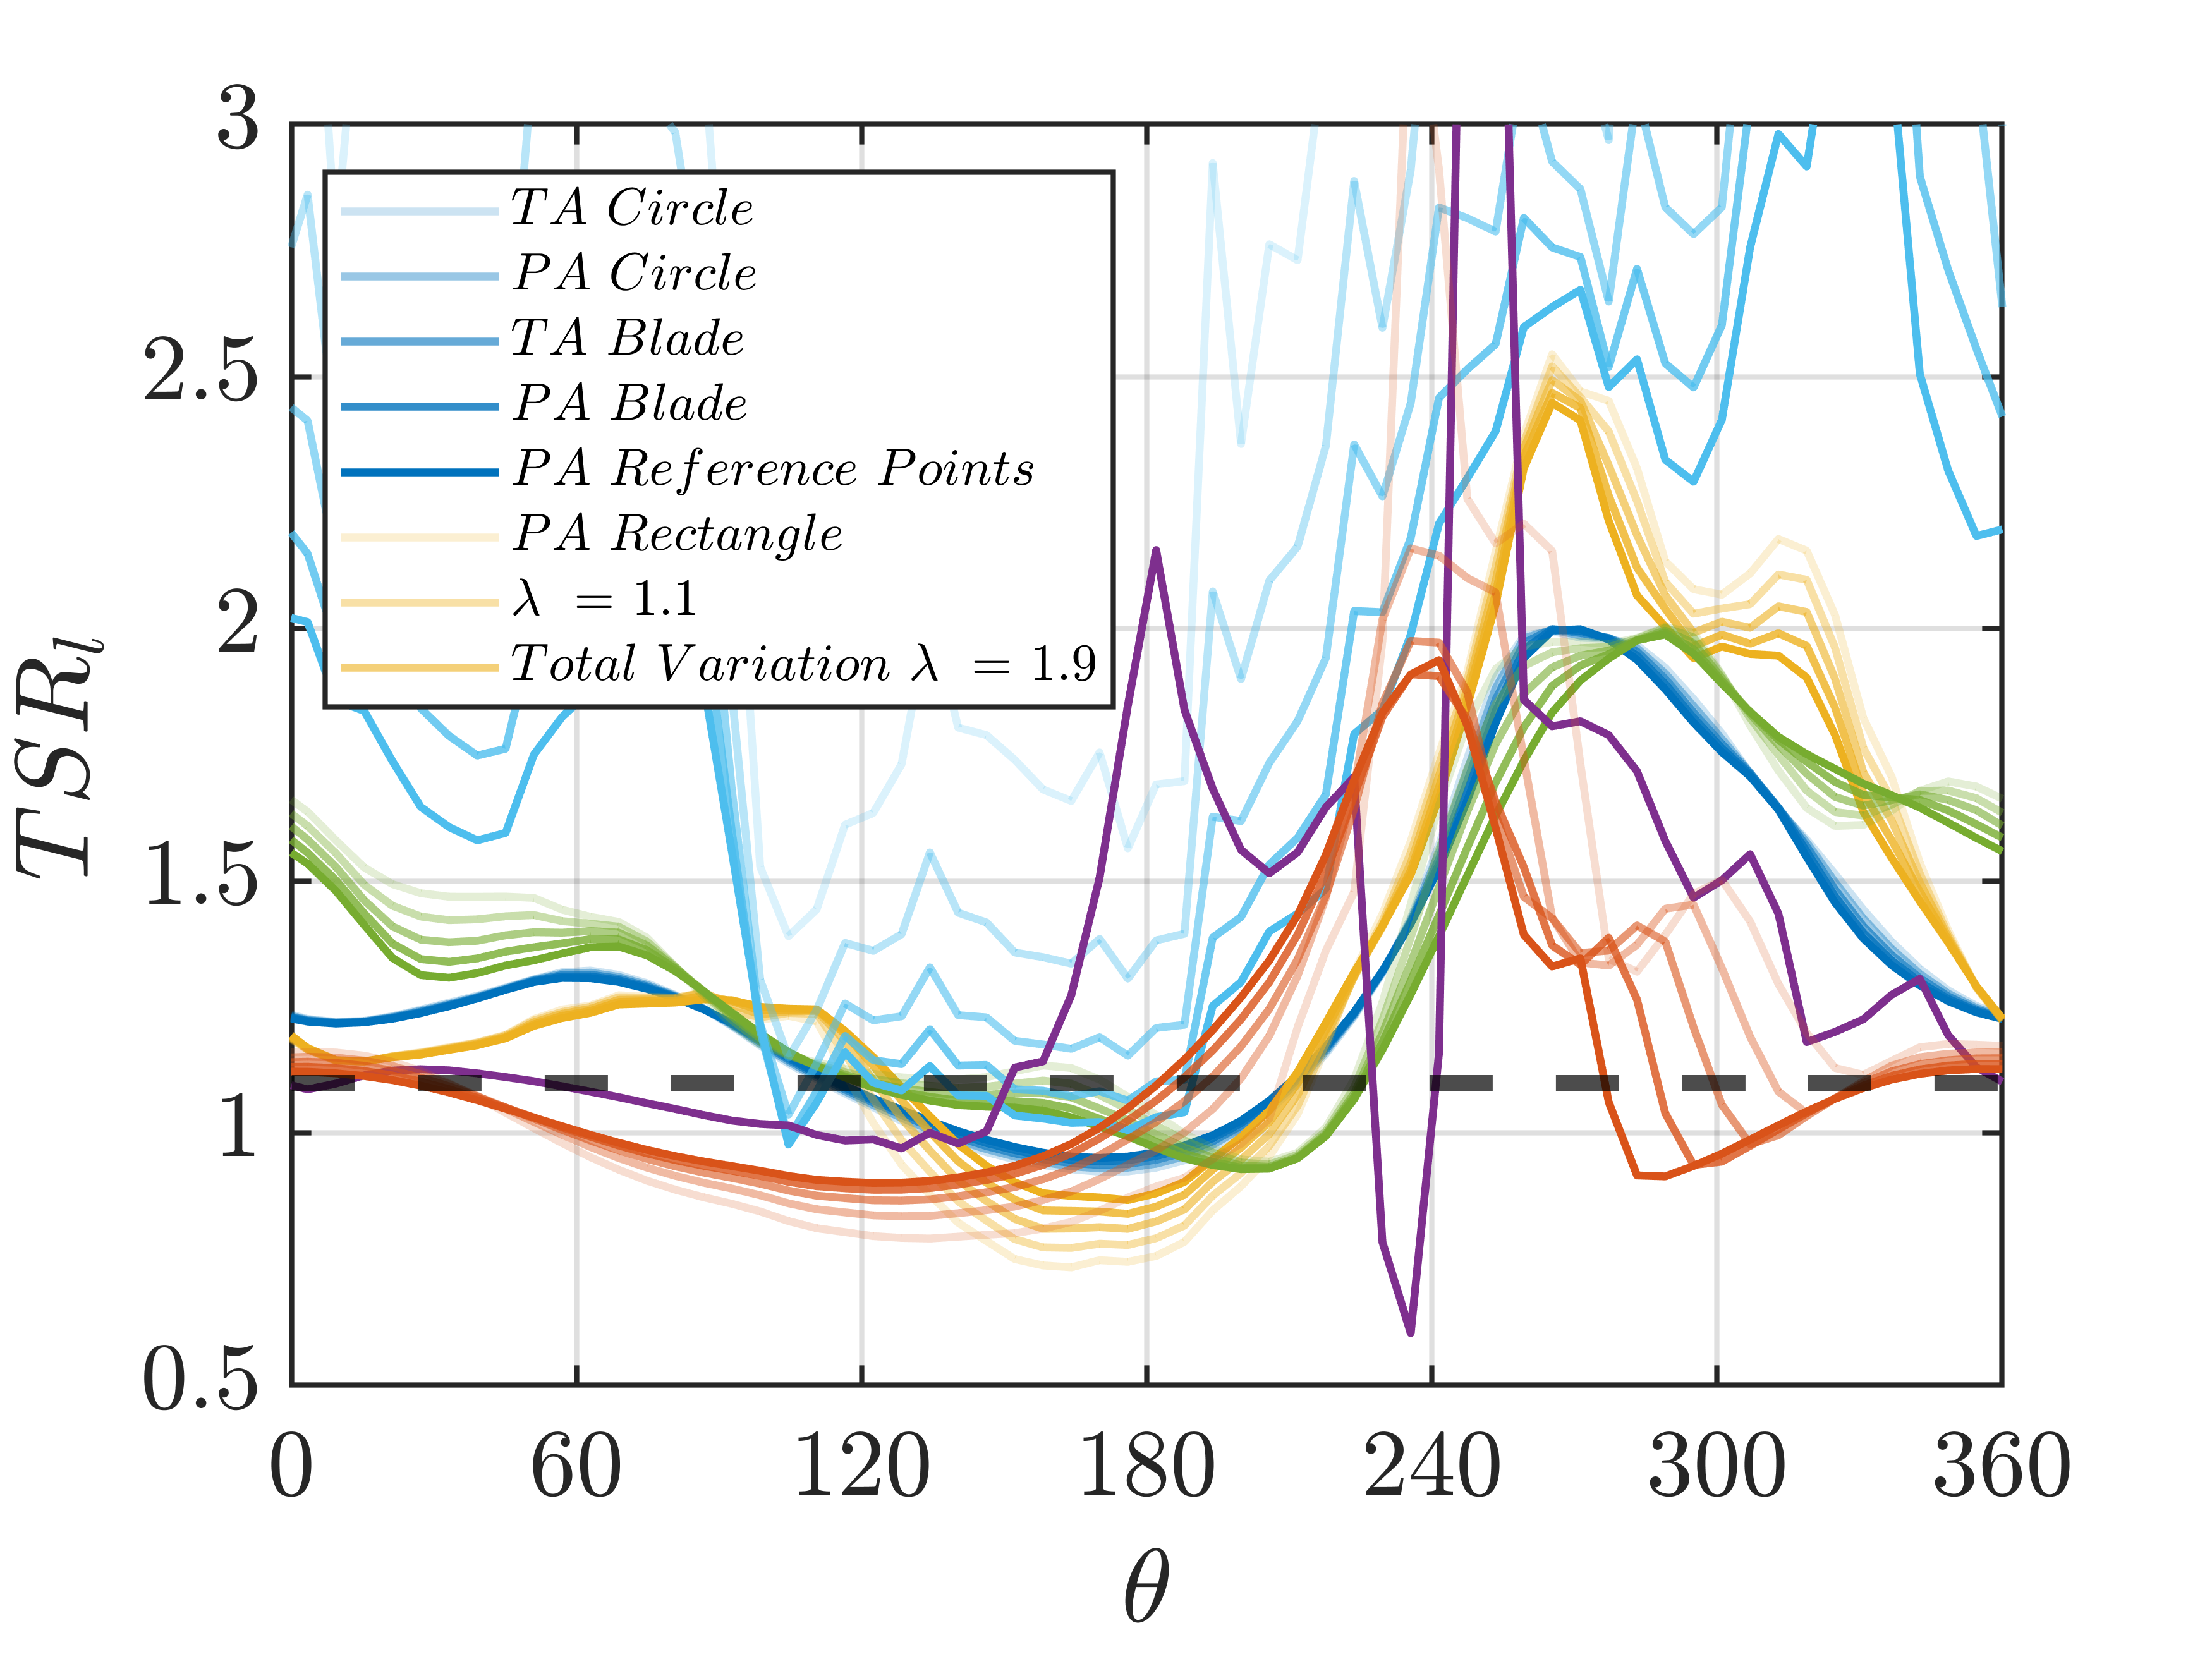 3
2.5
2
1.5
1
0.5
TSR_l
TA Circle
PA Circle
TA Blade
PA Blade
PA Reference Points
PA Rectangle
λ = 1.1
Total Variation λ = 1.9
0 60 120 180 240 300 360
θ